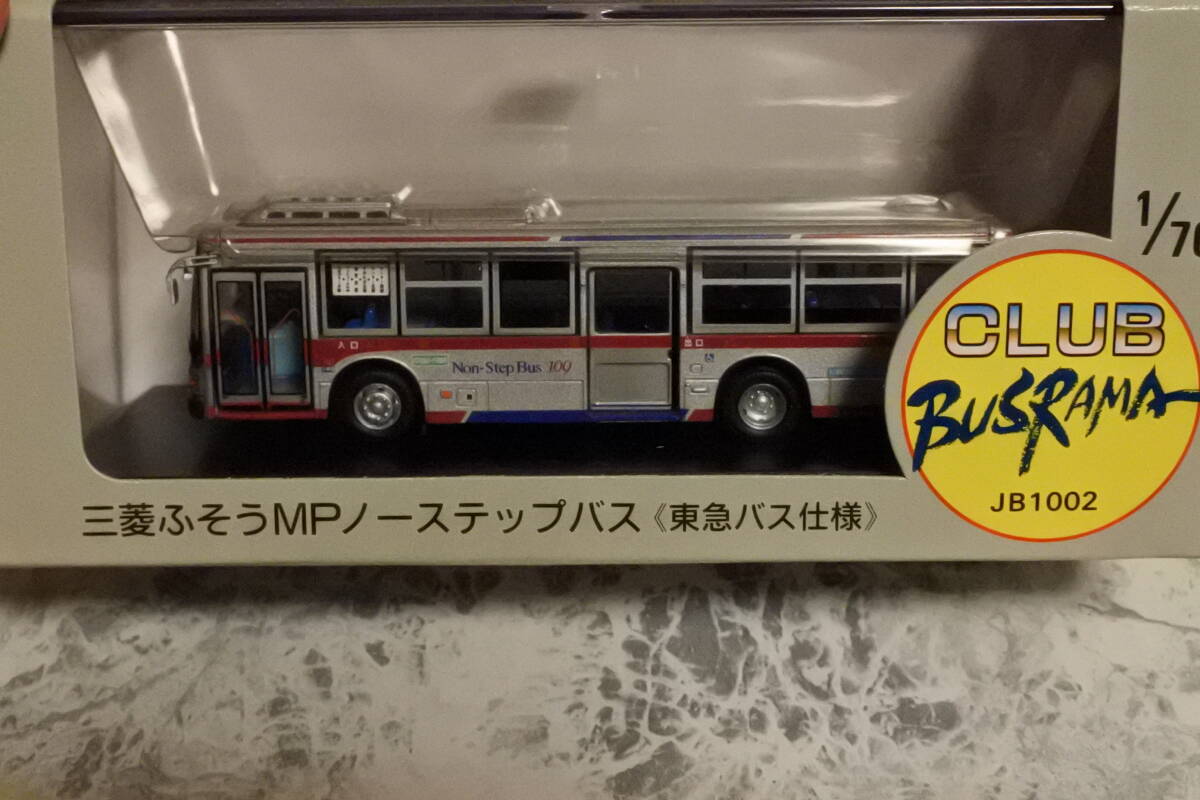 1/76
CLUB
BUSRAMA
JB1002
入口
出口
Non-Step Bus 109
三菱ふそうMPノーステップバス《東急バス仕様》